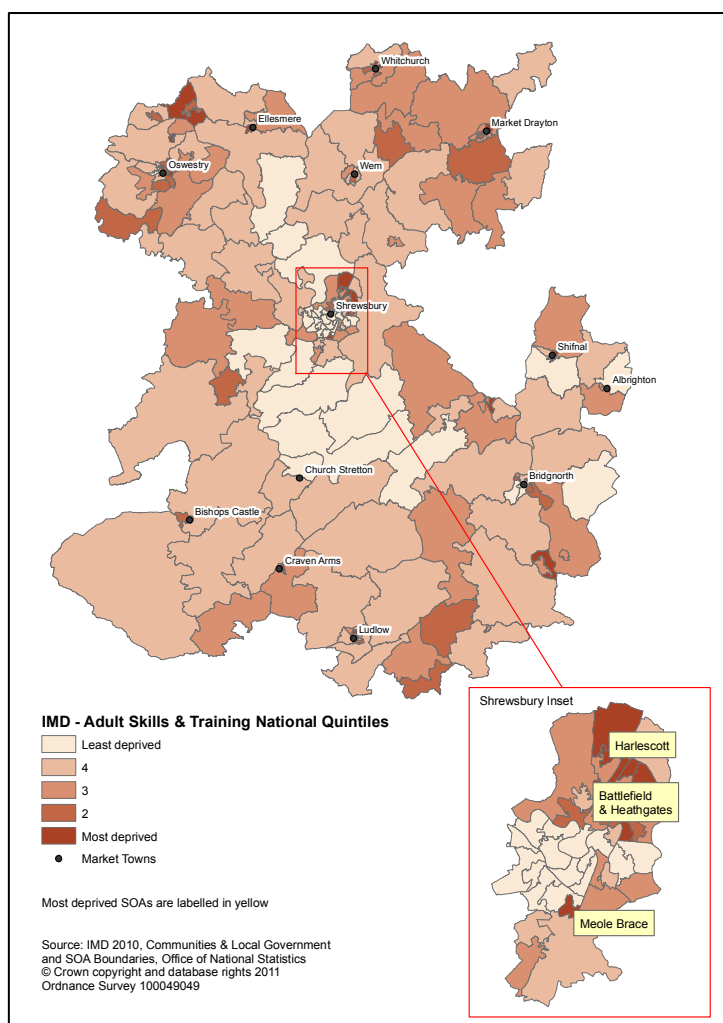 Whitchurch
Ellesmere
Market Drayton
Oswestry
Wem
Shrewsbury
Shifnal
Albrighton
Church Stretton
Bridgnorth
Bishops Castle
Craven Arms
Ludlow
IMD - Adult Skills & Training National Quintiles
Least deprived
4
3
2
Most deprived
Market Towns
Most deprived SOAs are labelled in yellow
Source: IMD 2010, Communities & Local Government
and SOA Boundaries, Office of National Statistics
© Crown copyright and database rights 2011
Ordnance Survey 100049049
Shrewsbury Inset
Harlescott
Battlefield
& Heathgates
Meole Brace